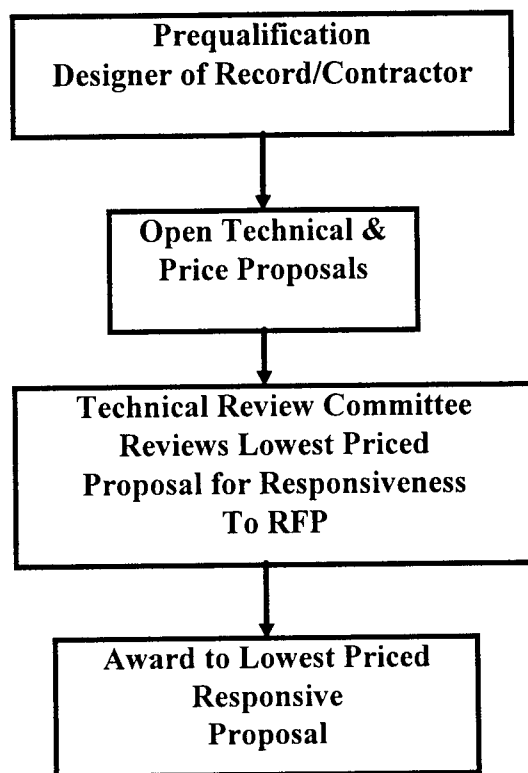 Prequalification
Designer of Record/Contractor
Open Technical &
Price Proposals
Technical Review Committee
Reviews Lowest Priced
Proposal for Responsiveness
To RFP
Award to Lowest Priced
Responsive
Proposal